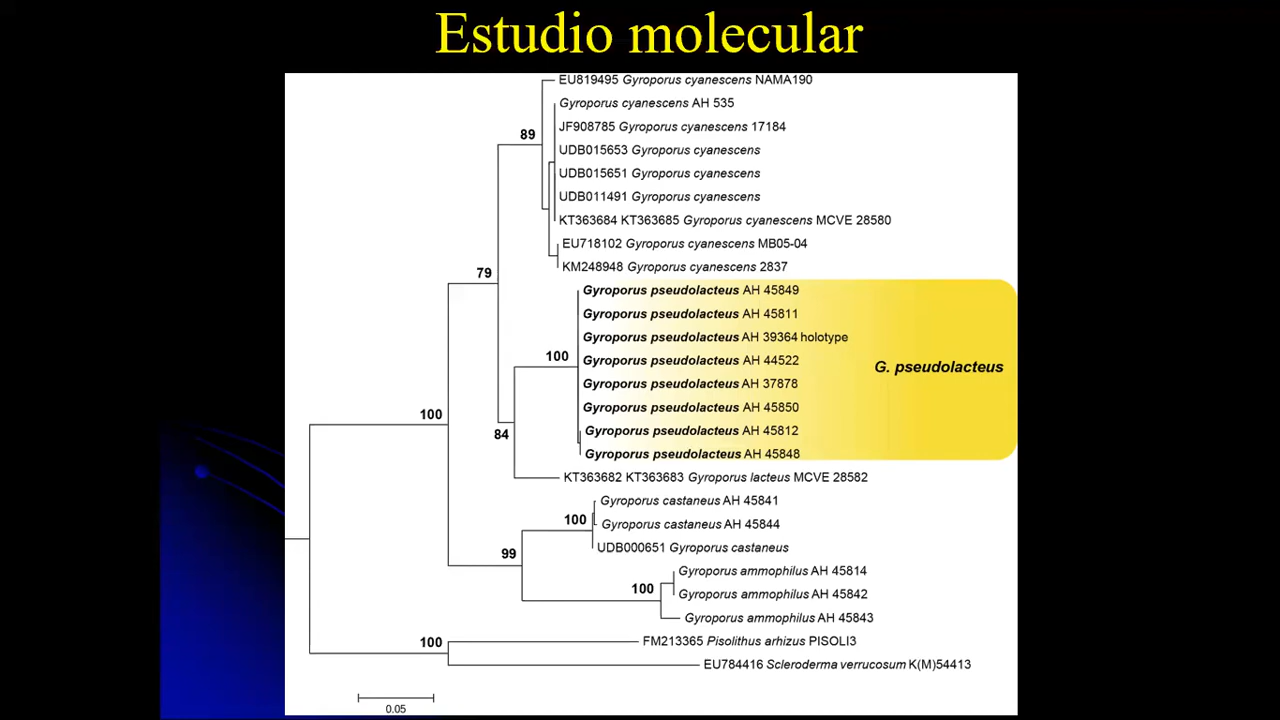 Estudio molecular
EU819495 Gyroporus cyanescens NAMA190
Gyroporus cyanescens AH 535
89
JF908785 Gyroporus cyanescens 17184
UDB015653 Gyroporus cyanescens
UDB015651 Gyroporus cyanescens
UDB011491 Gyroporus cyanescens
KT363684 KT363685 Gyroporus cyanescens MCVE 28580
EU718102 Gyroporus cyanescens MB05-04
79
KM248948 Gyroporus cyanescens 2837
Gyroporus pseudolacteus AH 45849
Gyroporus pseudolacteus AH 45811
Gyroporus pseudolacteus AH 39364 holotype
100
Gyroporus pseudolacteus AH 44522
G. pseudolacteus
Gyroporus pseudolacteus AH 37878
Gyroporus pseudolacteus AH 45850
100
84
Gyroporus pseudolacteus AH 45812
Gyroporus pseudolacteus AH 45848
KT363682 KT363683 Gyroporus lacteus MCVE 28582
Gyroporus castaneus AH 45841
100
Gyroporus castaneus AH 45844
UDB000651 Gyroporus castaneus
99
Gyroporus ammophilus AH 45814
100
Gyroporus ammophilus AH 45842
Gyroporus ammophilus AH 45843
100
FM213365 Pisolithus arhizus PISOLI3
EU784416 Scleroderma verrucosum K(M)54413
0.05